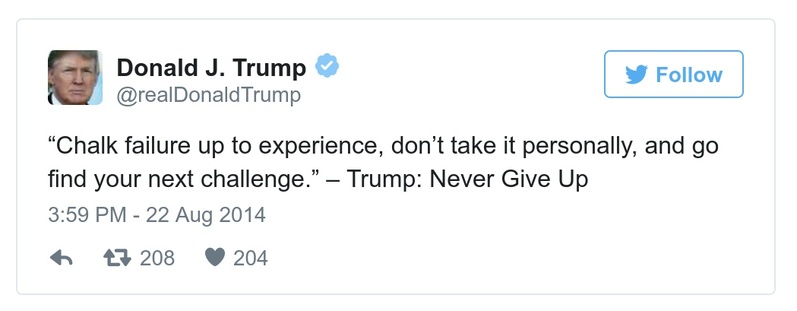 Donald J. Trump
@realDonaldTrump
Follow
“Chalk failure up to experience, don’t take it personally, and go
find your next challenge.” – Trump: Never Give Up
3:59 PM - 22 Aug 2014
208 204